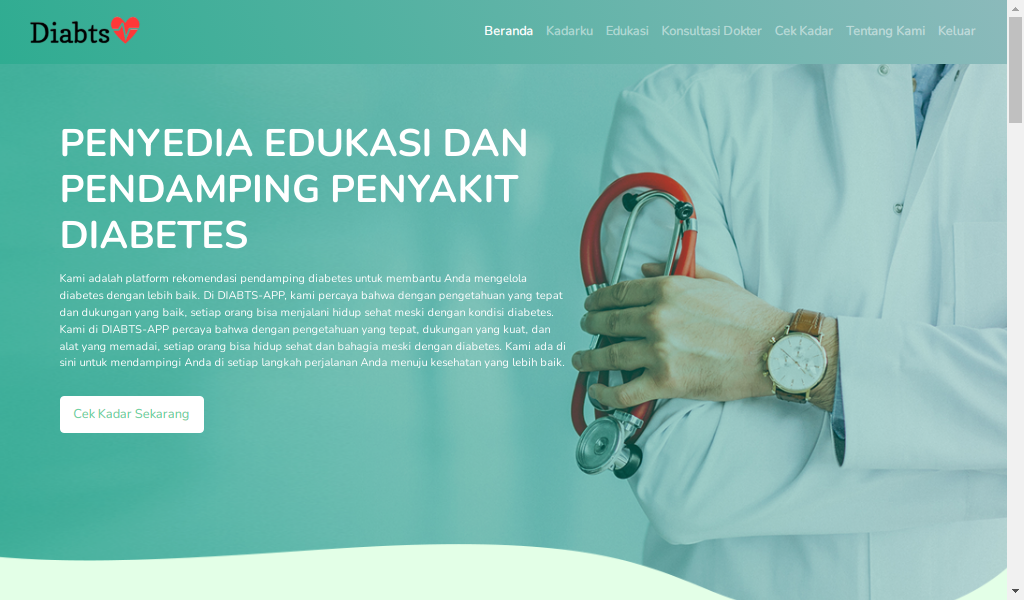 Diabts
Beranda Kadarku Edukasi Konsultasi Dokter Cek Kadar Tentang Kami Keluar
PENYEDIA EDUKASI DAN
PENDAMPING PENYAKIT
DIABETES
Kami adalah platform rekomendasi pendamping diabetes untuk membantu Anda mengelola
diabetes dengan lebih baik. Di DIABTS-APP, kami percaya bahwa dengan pengetahuan yang tepat
dan dukungan yang baik, setiap orang bisa menjalani hidup sehat meski dengan kondisi diabetes.
Kami di DIABTS-APP percaya bahwa dengan pengetahuan yang tepat, dukungan yang kuat, dan
alat yang memadai, setiap orang bisa hidup sehat dan bahagia meski dengan diabetes. Kami ada di
sini untuk mendampingi Anda di setiap langkah perjalanan Anda menuju kesehatan yang lebih baik.
Cek Kadar Sekarang